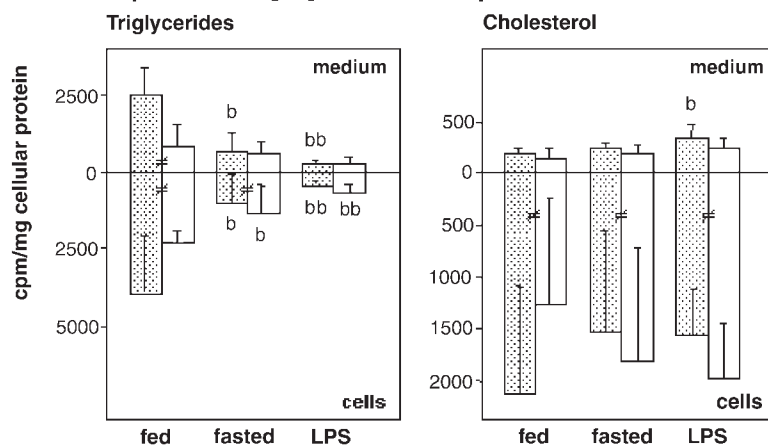 Triglycerides
Cholesterol
cpm/mg cellular protein
medium
2500
0
2500
5000
b
bb
b
b
bb
bb
cells
fed fasted LPS
medium
500
0
500
1000
1500
2000
b
cells
fed fasted LPS